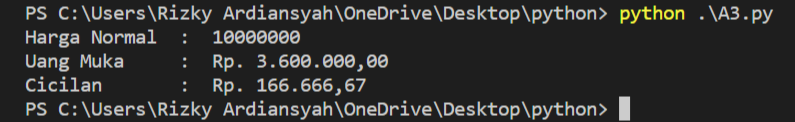 PS C:\Users\Rizky Ardiansyah\OneDrive\Desktop\python> python .\A3.py
Harga Normal  :  10000000
Uang Muka     :  Rp. 3.600.000,00
Cicilan       :  Rp. 166.666,67
PS C:\Users\Rizky Ardiansyah\OneDrive\Desktop\python>